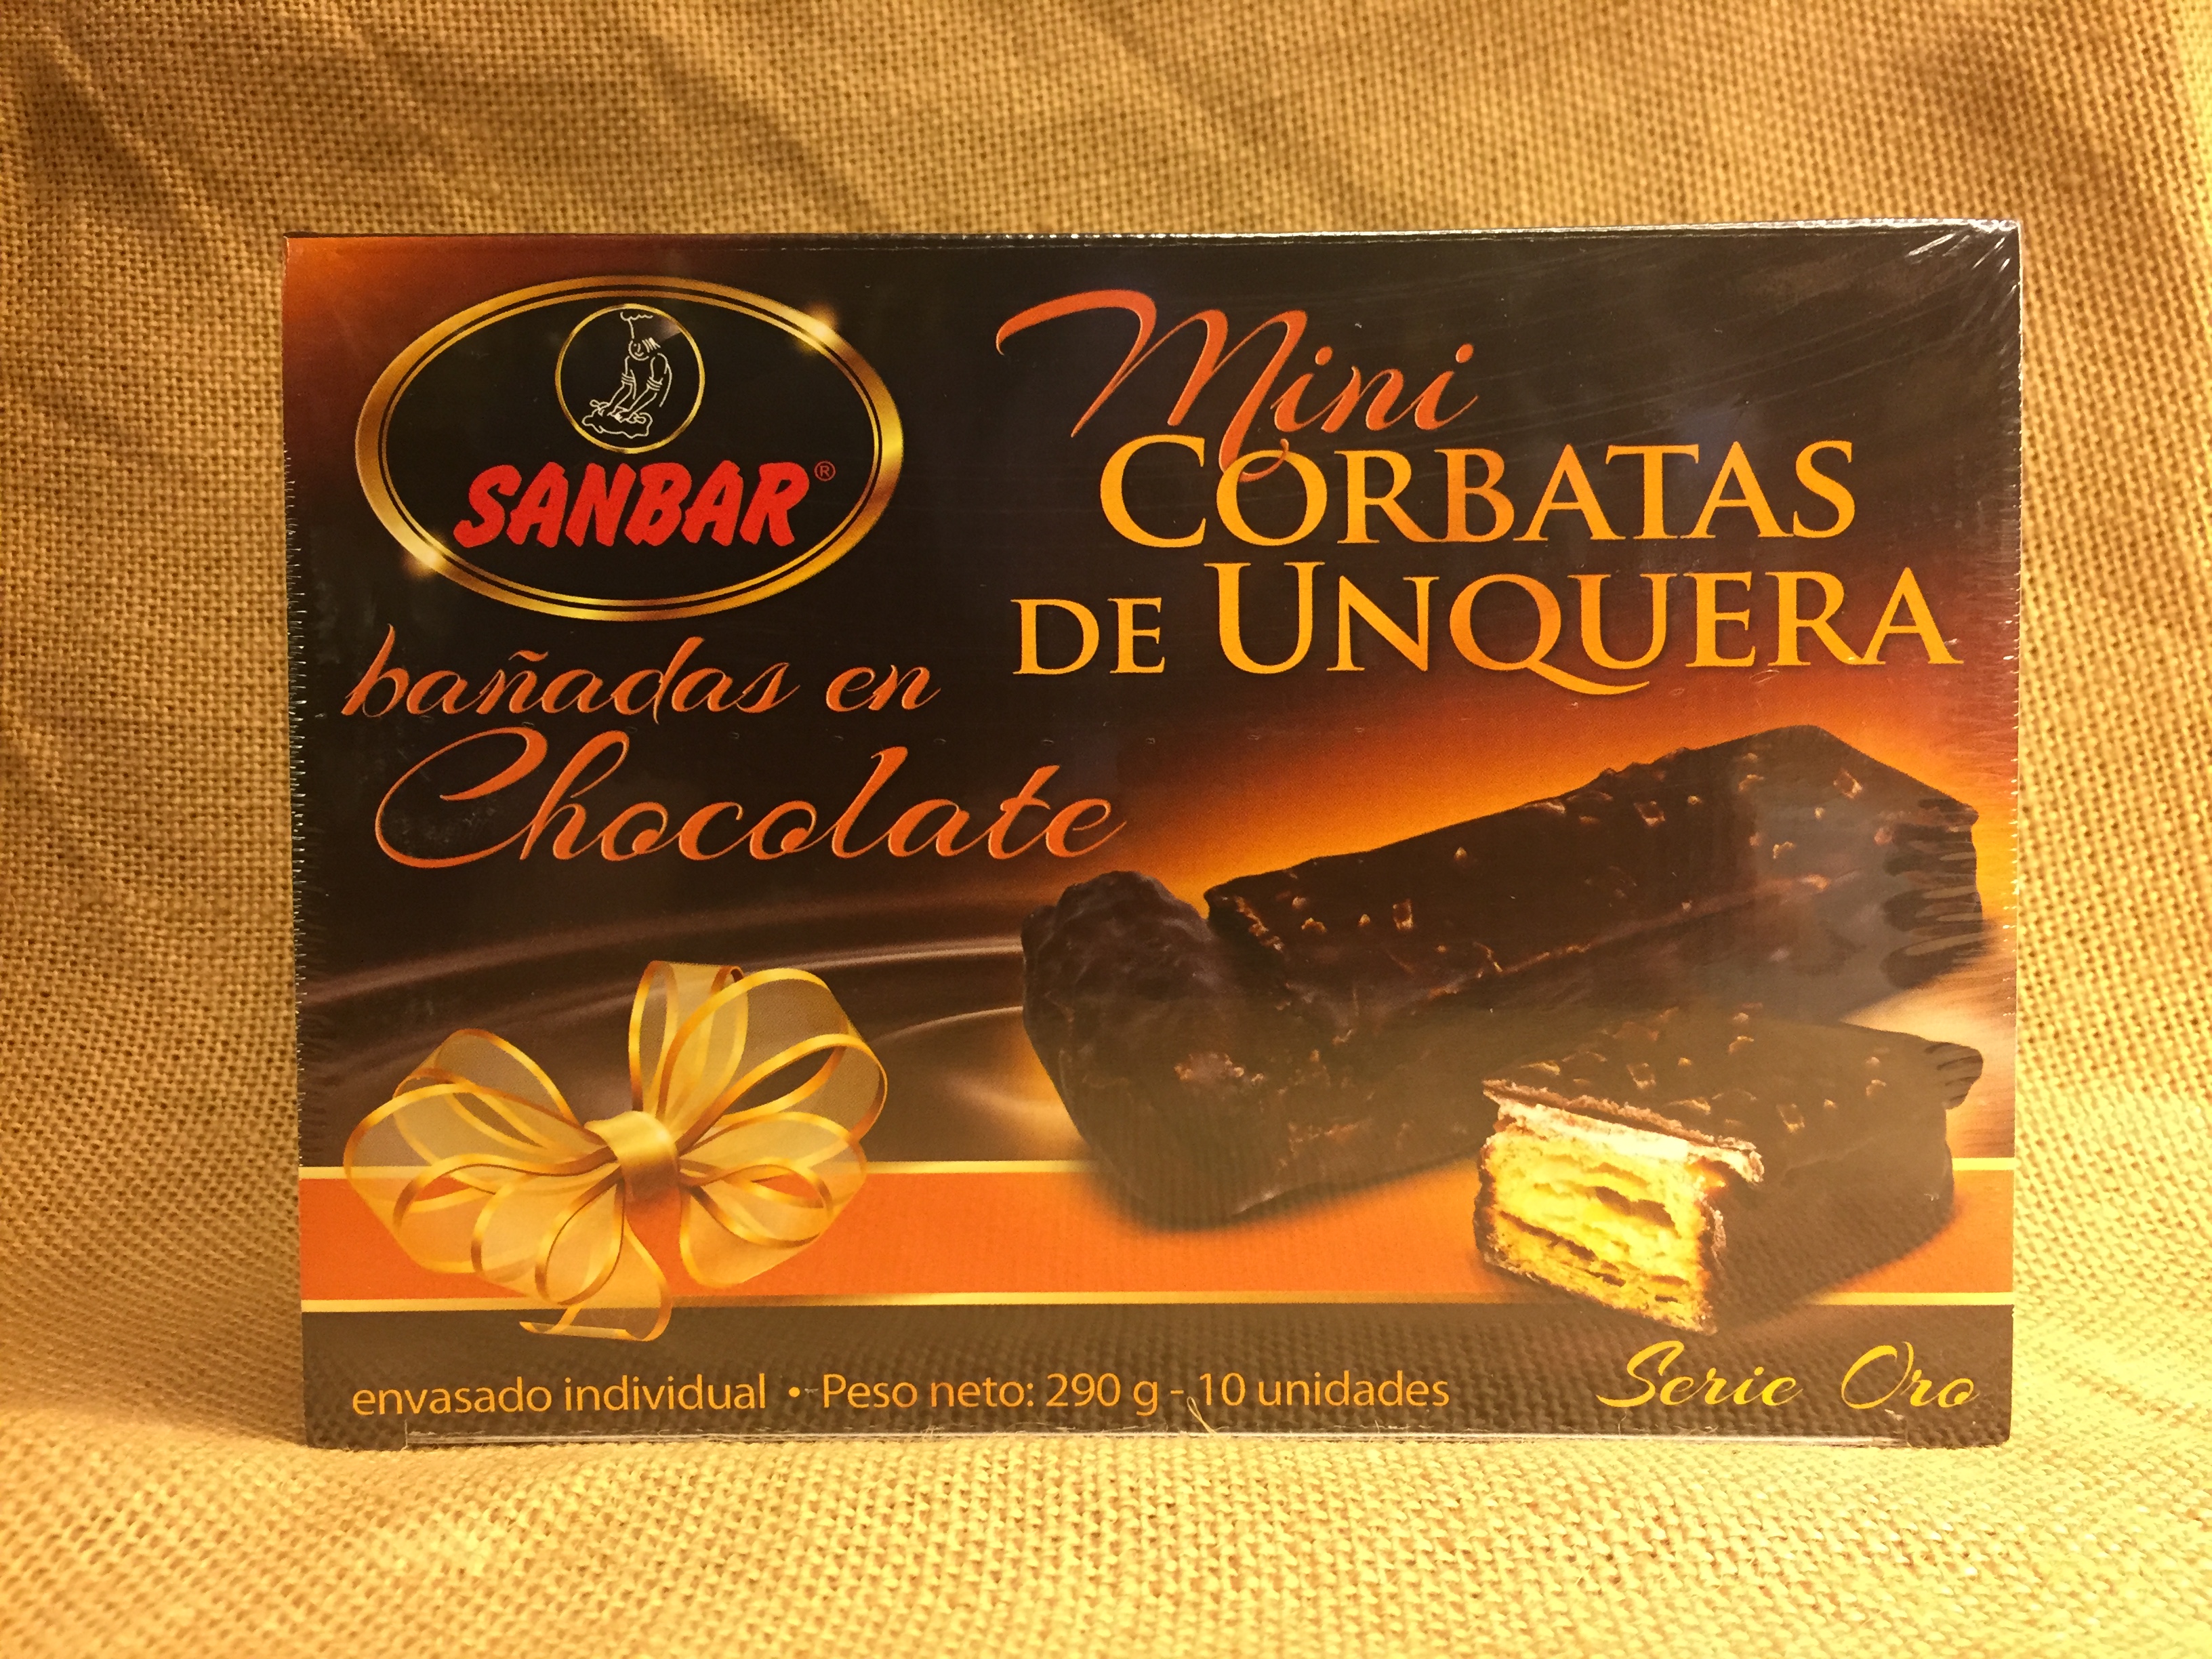 SANBAR®
Mini
CORBATAS
DE UNQUERA
bañadas en
Chocolate
envasado individual • Peso neto: 290 g - 10 unidades
Serie Oro